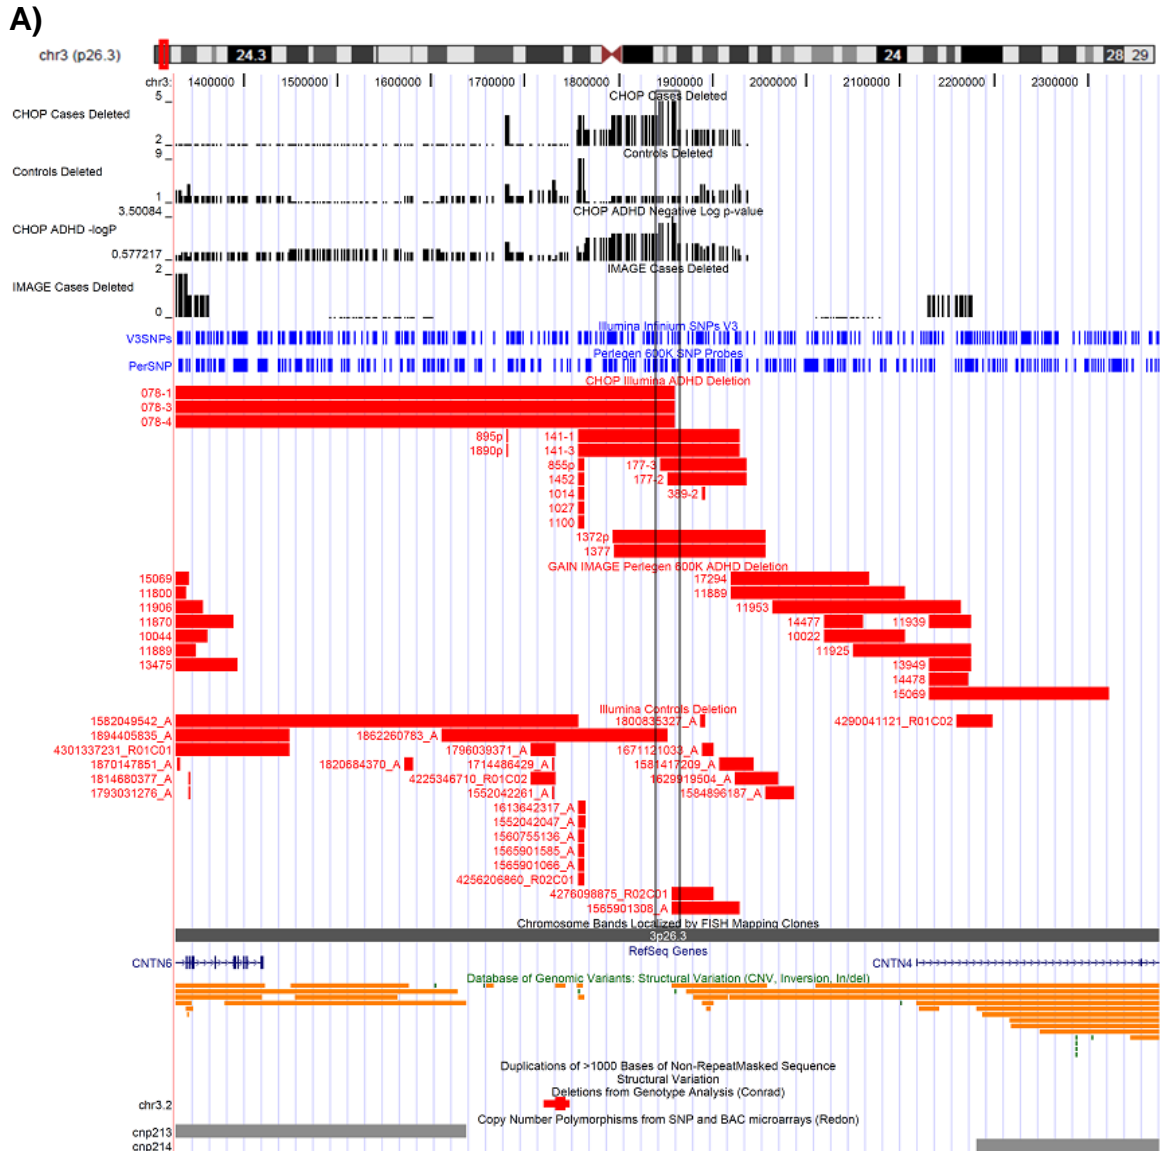 A)
chr3 (p26.3) 24.3 24 28 29
chr3: 1400000 1500000 1600000 1700000 1800000 1900000 2000000 2100000 2200000 2300000
CHOP Cases Deleted
5
CHOP Cases Deleted
2
Controls Deleted
9
Controls Deleted
1
CHOP ADHD Negative Log p-value
3.50084
CHOP ADHD -logP
0.577217
IMAGE Cases Deleted
2
IMAGE Cases Deleted
0
Illumina Infinium SNPs V3
V3SNPs
Perlegen 600K SNP Probes
PerSNP
CHOP Illumina ADHD Deletion
078-1
078-3
078-4
895p 141-1
1890p 141-3
855p 177-3
1452 177-2
1014 389-2
1027
1100
1372p
1377
GAIN IMAGE Perlegen 600K ADHD Deletion
15069 17294
11800 11889
11906 11953
11870 14477 11939
10044 10022
11889 11925
13475 13949
14478
15069
Illumina Controls Deletion
1582049542_A 1800835327_A 4290041121_R01C02
1894405835_A 1862260783_A
4301337231_R01C01 1796039371_A 1671121033_A
1870147851_A 1820684370_A 1714486429_A 1581417209_A
1814680377_A 4225346710_R01C02 1629919504_A
1793031276_A 1552042261_A 1584896187_A
1613642317_A
1552042047_A
1560755136_A
1565901585_A
1565901066_A
4256206860_R02C01
4276098875_R02C01
1565901308_A
Chromosome Bands Localized by FISH Mapping Clones
3p26.3
RefSeq Genes
CNTN6 CNTN4
Database of Genomic Variants: Structural Variation (CNV, Inversion, In/del)
Duplications of >1000 Bases of Non-RepeatMasked Sequence
Structural Variation
Deletions from Genotype Analysis (Conrad)
chr3.2
Copy Number Polymorphisms from SNP and BAC microarrays (Redon)
cnp213
cnp214